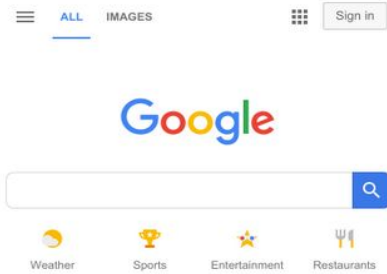 ALL IMAGES Sign in
Google
Weather Sports Entertainment Restaurants